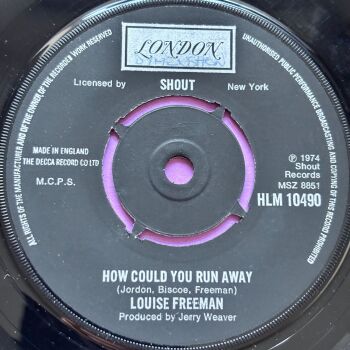 LONDON
Licensed by SHOUT New York
MADE IN ENGLAND
THE DECCA RECORD CO LTD
M.C.P.S.
℗ 1974
Shout
Records
MSZ 8851
HLM 10490
HOW COULD YOU RUN AWAY
(Jordon, Biscoe, Freeman)
LOUISE FREEMAN
Produced by Jerry Weaver
ALL RIGHTS OF THE MANUFACTURER AND OF THE OWNER OF THE RECORDED WORK RESERVED
UNAUTHORISED PUBLIC PERFORMANCE BROADCASTING AND COPYING OF THIS RECORD PROHIBITED